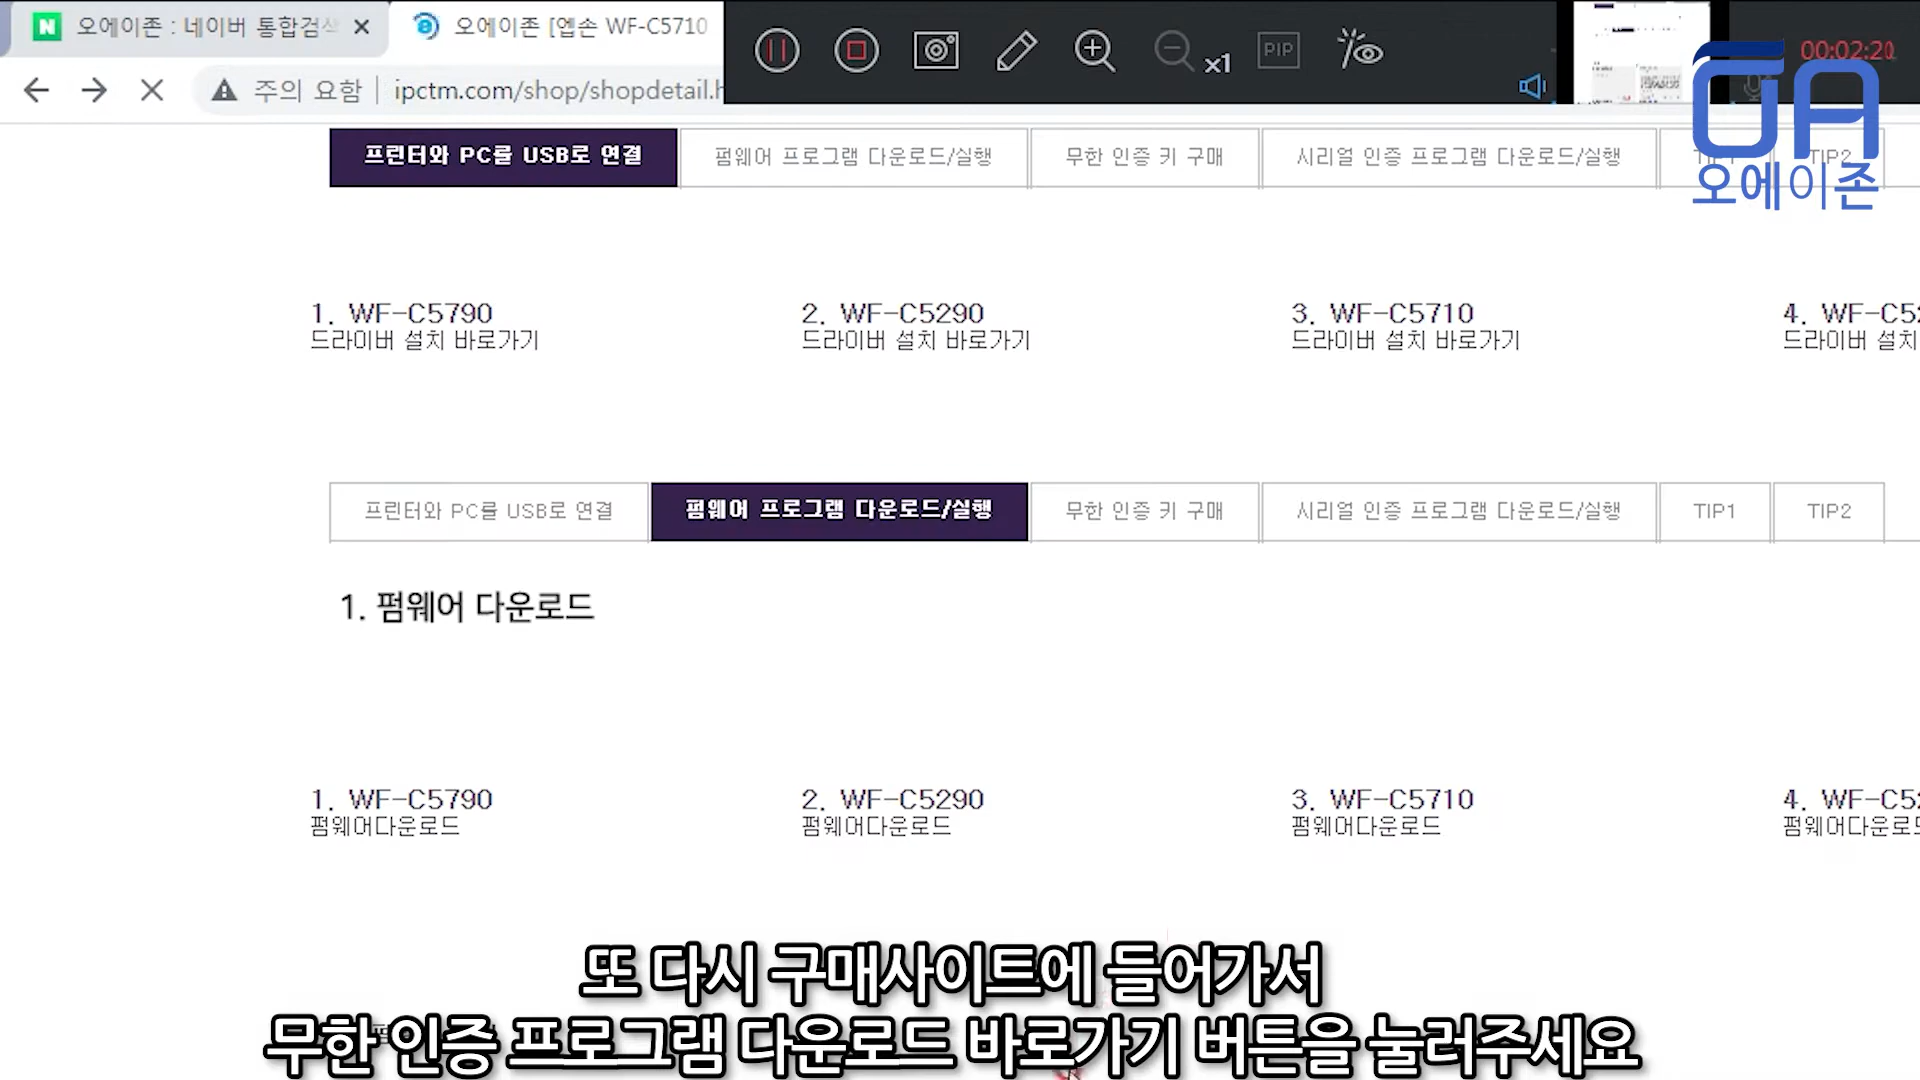 오에이존 : 네이버 통합검색
오에이존 [엡손 WF-C5710
x1
PIP
00:02:20
주의 요함
ipctm.com/shop/shopdetail.h
OA
오에이존
프린터와 PC를 USB로 연결
펌웨어 프로그램 다운로드/실행
무한 인증 키 구매
시리얼 인증 프로그램 다운로드/실행
TIP1
TIP2
1. WF-C5790
드라이버 설치 바로가기
2. WF-C5290
드라이버 설치 바로가기
3. WF-C5710
드라이버 설치 바로가기
4. WF-C52
드라이버 설치
프린터와 PC를 USB로 연결
펌웨어 프로그램 다운로드/실행
무한 인증 키 구매
시리얼 인증 프로그램 다운로드/실행
TIP1
TIP2
1. 펌웨어 다운로드
1. WF-C5790
펌웨어다운로드
2. WF-C5290
펌웨어다운로드
3. WF-C5710
펌웨어다운로드
4. WF-C52
펌웨어다운로드
또 다시 구매사이트에 들어가서
무한 인증 프로그램 다운로드 바로가기 버튼을 눌러주세요